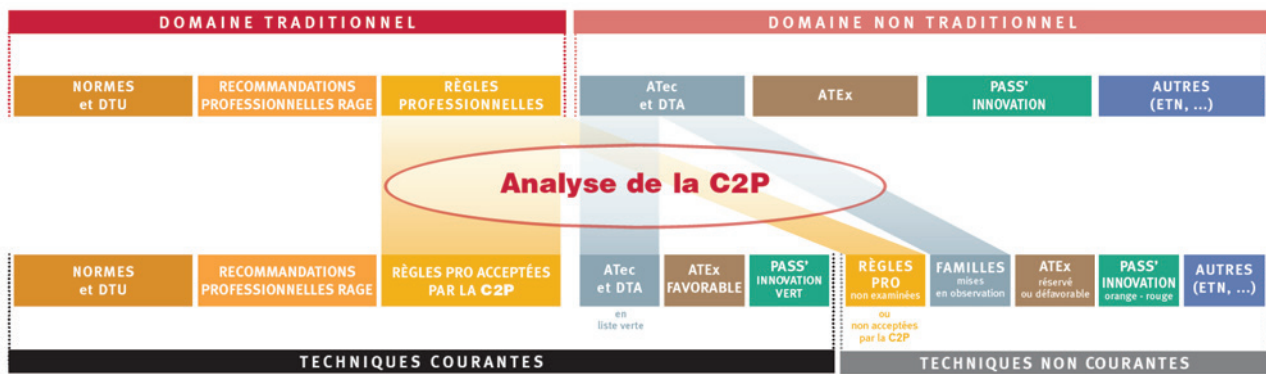 DOMAINE TRADITIONNEL
DOMAINE NON TRADITIONNEL
NORMES
et DTU
RECOMMANDATIONS
PROFESSIONNELLES RAGE
RÈGLES
PROFESSIONNELLES
ATec
et DTA
ATEx
PASS'
INNOVATION
AUTRES
(ETN, ...)
Analyse de la C2P
NORMES
et DTU
RECOMMANDATIONS
PROFESSIONNELLES RAGE
RÈGLES PRO ACCEPTÉES
PAR LA C2P
ATec
et DTA
en
liste verte
ATEx
FAVORABLE
PASS'
INNOVATION
VERT
RÈGLES
PRO
non examinées
ou
non acceptées
par la C2P
FAMILLES
mises
en observation
ATEx
réservé
ou défavorable
PASS'
INNOVATION
orange - rouge
AUTRES
(ETN, ...)
TECHNIQUES COURANTES
TECHNIQUES NON COURANTES